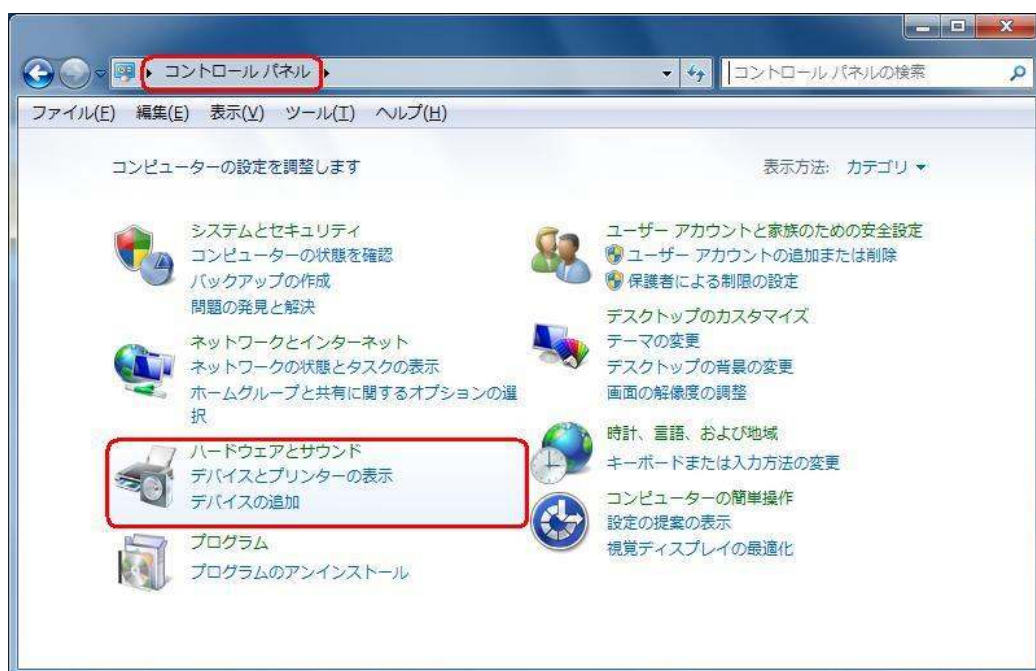 コントロール パネル
コントロール パネルの検索
ファイル(F) 編集(E) 表示(V) ツール(T) ヘルプ(H)
コンピューターの設定を調整します
表示方法: カテゴリ
システムとセキュリティ
コンピューターの状態を確認
バックアップの作成
問題の発見と解決
ネットワークとインターネット
ネットワークの状態とタスクの表示
ホームグループと共有に関するオプションの選
択
ハードウェアとサウンド
デバイスとプリンターの表示
デバイスの追加
プログラム
プログラムのアンインストール
ユーザー アカウントと家族のための安全設定
ユーザー アカウントの追加または削除
保護者による制限の設定
デスクトップのカスタマイズ
テーマの変更
デスクトップの背景の変更
画面の解像度の調整
時計、言語、および地域
キーボードまたは入力方法の変更
コンピューターの簡単操作
設定の提案の表示
視覚ディスプレイの最適化